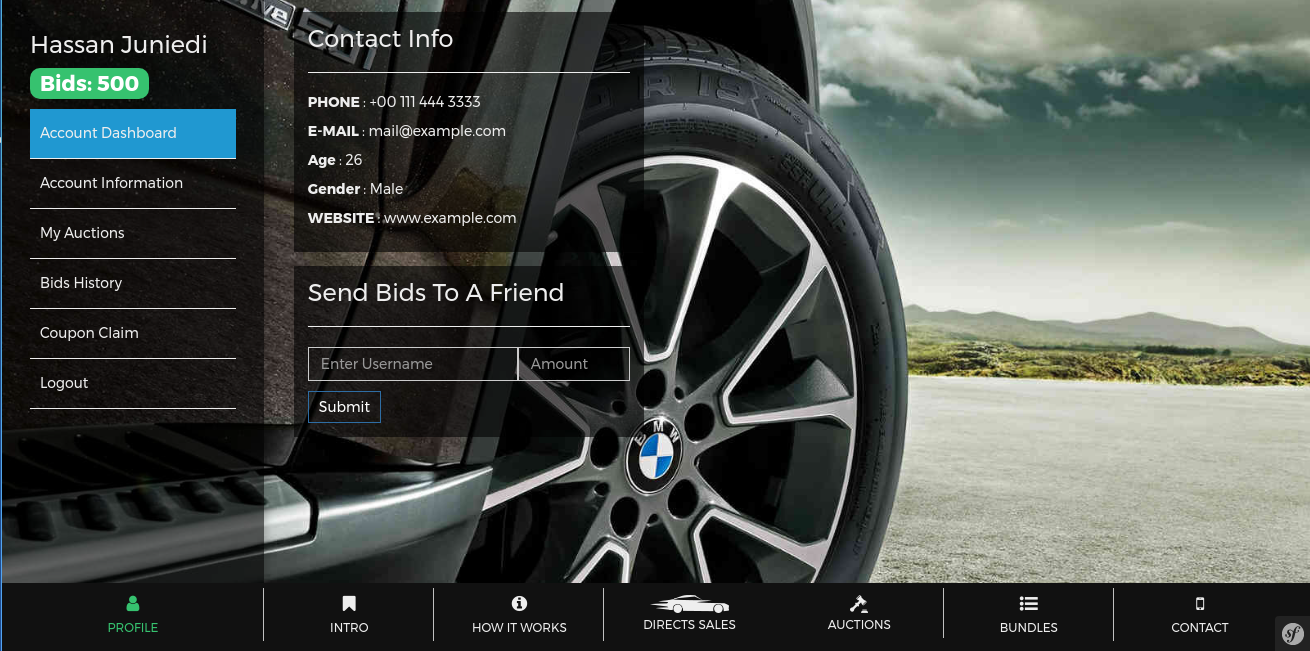 Hassan Juniedi
Bids: 500
Account Dashboard
Account Information
My Auctions
Bids History
Coupon Claim
Logout
Contact Info
PHONE : +00 111 444 3333
E-MAIL : mail@example.com
Age : 26
Gender : Male
WEBSITE : www.example.com
Send Bids To A Friend
Enter Username
Amount
Submit
BMW
PROFILE
INTRO
HOW IT WORKS
DIRECTS SALES
AUCTIONS
BUNDLES
CONTACT
sf